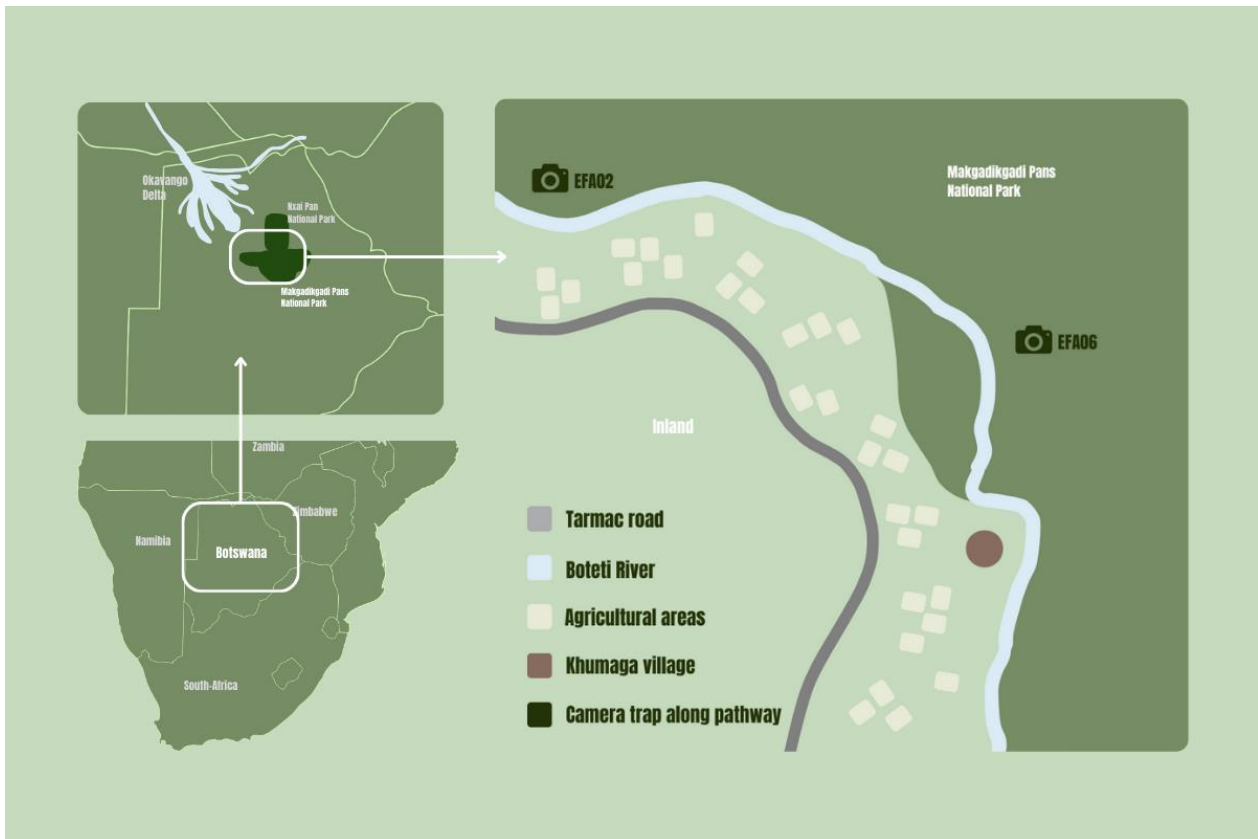 Okavango
Delta
Nxai Pan
National Park
Makgadikgadi Pans
National Park
Zambia
Zimbabwe
Namibia
Botswana
South-Africa
EFA02
Makgadikgadi Pans
National Park
EFA06
Inland
Tarmac road
Boteti River
Agricultural areas
Khumaga village
Camera trap along pathway